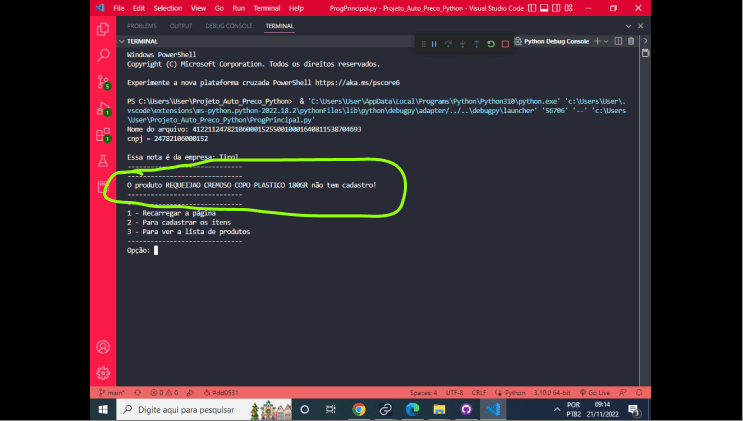 File Edit Selection View Go Run Terminal Help ProgPrincipal.py - Projeto_Auto_Preco_Python - Visual Studio Code
PROBLEMS OUTPUT DEBUG CONSOLE TERMINAL
TERMINAL
Python Debug Console
Windows PowerShell
Copyright (C) Microsoft Corporation. Todos os direitos reservados.
Experimente a nova plataforma cruzada PowerShell https://aka.ms/pscore6
PS C:\Users\User\Projeto_Auto_Preco_Python> & 'C:\Users\User\AppData\Local\Programs\Python\Python310\python.exe' 'c:\Users\User\.
vscode\extensions\ms-python.python-2022.18.2\pythonFiles\lib\python\debugpy\adapter/../..\debugpy\launcher' '56706' '--' 'c:\Users
\User\Projeto_Auto_Preco_Python\ProgPrincipal.py'
Nome do arquivo:
cnpj = 24782106000152
Essa nota é da empresa: Tirol
-----------------------------
-----------------------------
O produto REQUEIJAO CREMOSO COPO PLASTICO 180GR não tem cadastro!
-----------------------------
-----------------------------
1 - Recarregar a página
2 - Para cadastrar os itens
3 - Para ver a lista de produtos
-----------------------------
Opção:
main* 0 0 #dd0531 Spaces: 4 UTF-8 CRLF Python 3.10.0 64-bit Go Live
Digite aqui para pesquisar
POR 09:14
PTB2 21/11/2022